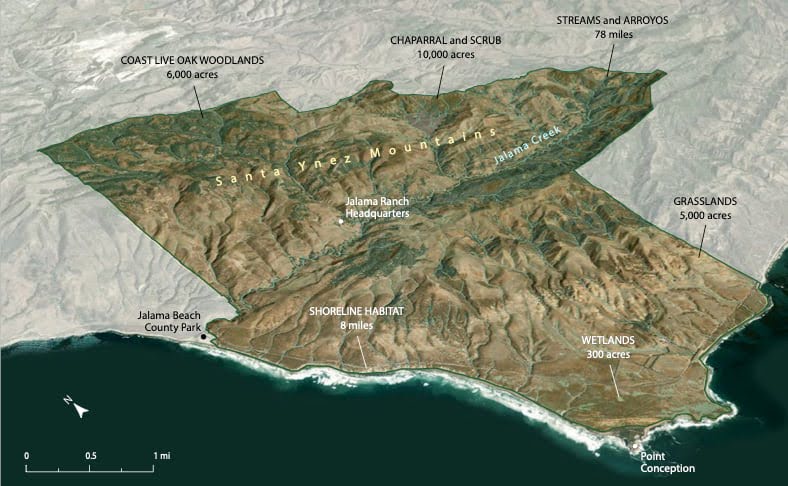 STREAMS and ARROYOS
78 miles
CHAPARRAL and SCRUB
10,000 acres
COAST LIVE OAK WOODLANDS
6,000 acres
Santa Ynez Mountains
Jalama Creek
Jalama Ranch
Headquarters
GRASSLANDS
5,000 acres
Jalama Beach
County Park
SHORELINE HABITAT
8 miles
WETLANDS
300 acres
N
0 0.5 1 mi
Point
Conception